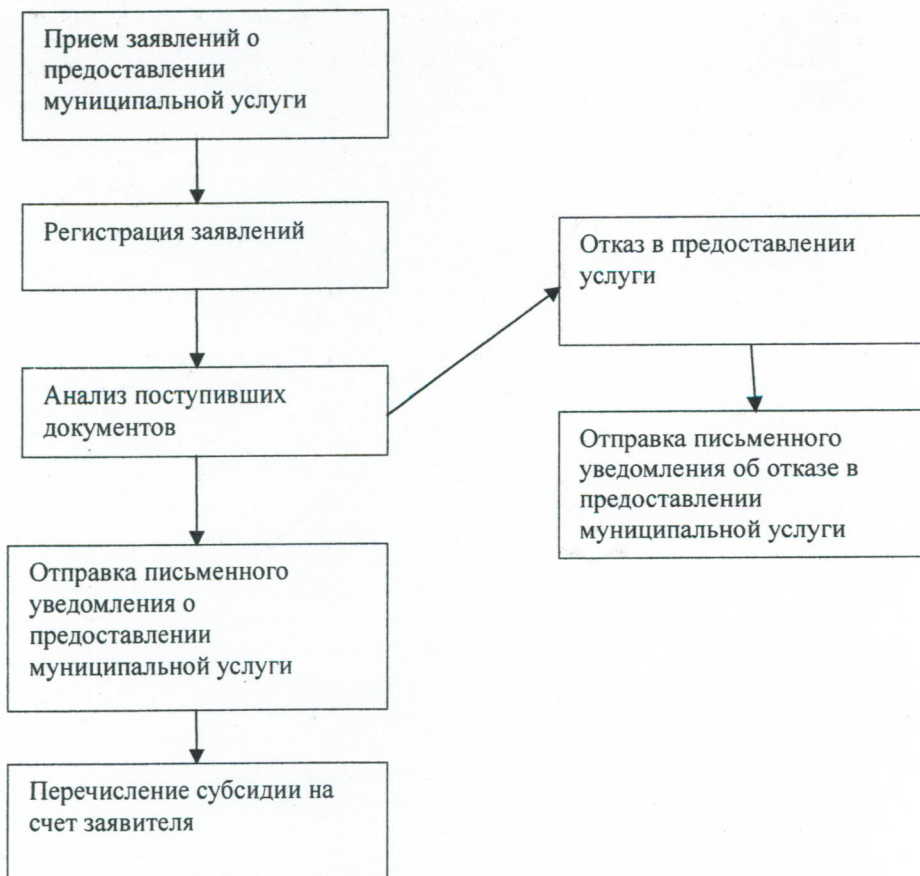 Прием заявлений о
предоставлении
муниципальной услуги
Регистрация заявлений
Анализ поступивших
документов
Отправка письменного
уведомления о
предоставлении
муниципальной услуги
Перечисление субсидии на
счет заявителя
Отказ в предоставлении
услуги
Отправка письменного
уведомления об отказе в
предоставлении
муниципальной услуги